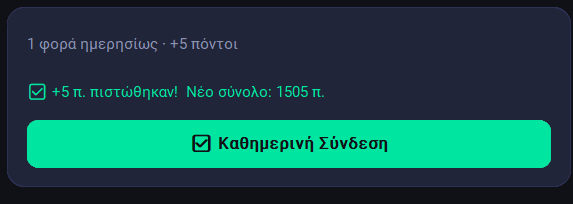 1 φορά ημερησίως · +5 πόντοι
+5 π. πιστώθηκαν! Νέο σύνολο: 1505 π.
Καθημερινή Σύνδεση